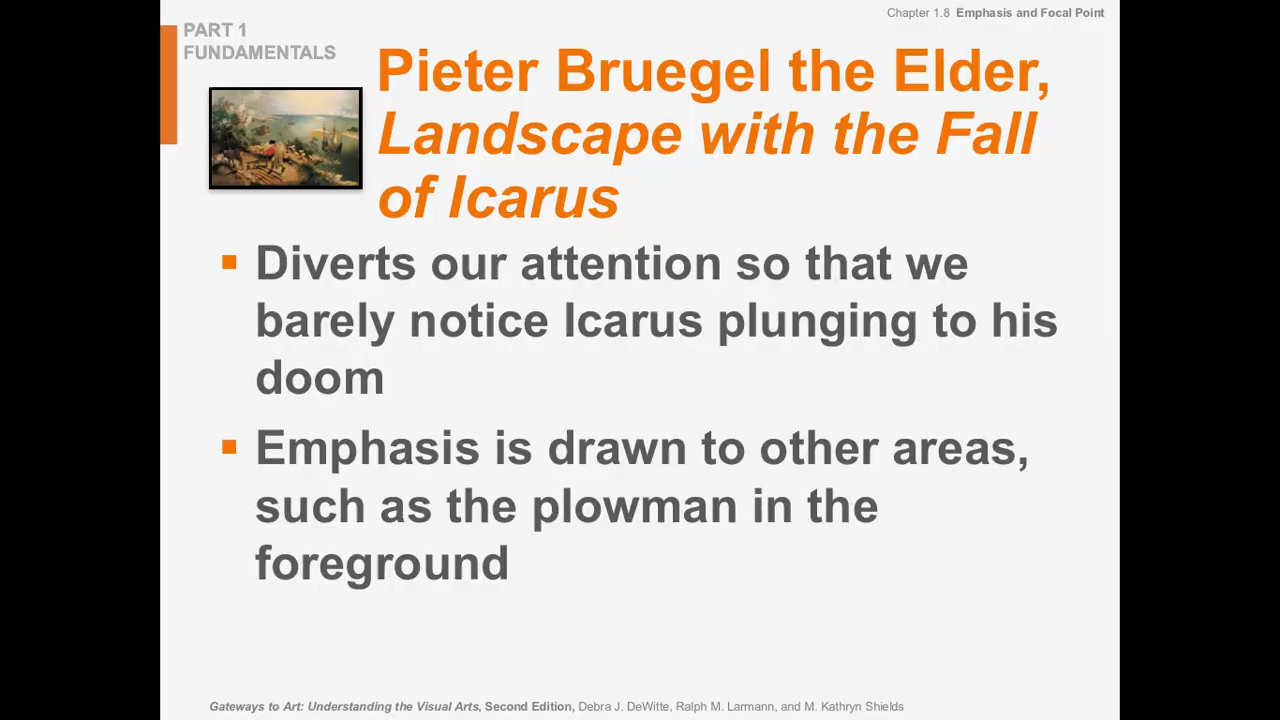 Chapter 1.8 Emphasis and Focal Point
PART 1
FUNDAMENTALS
Pieter Bruegel the Elder,
Landscape with the Fall
of Icarus
▪ Diverts our attention so that we
barely notice Icarus plunging to his
doom
▪ Emphasis is drawn to other areas,
such as the plowman in the
foreground
Gateways to Art: Understanding the Visual Arts, Second Edition, Debra J. DeWitte, Ralph M. Larmann, and M. Kathryn Shields